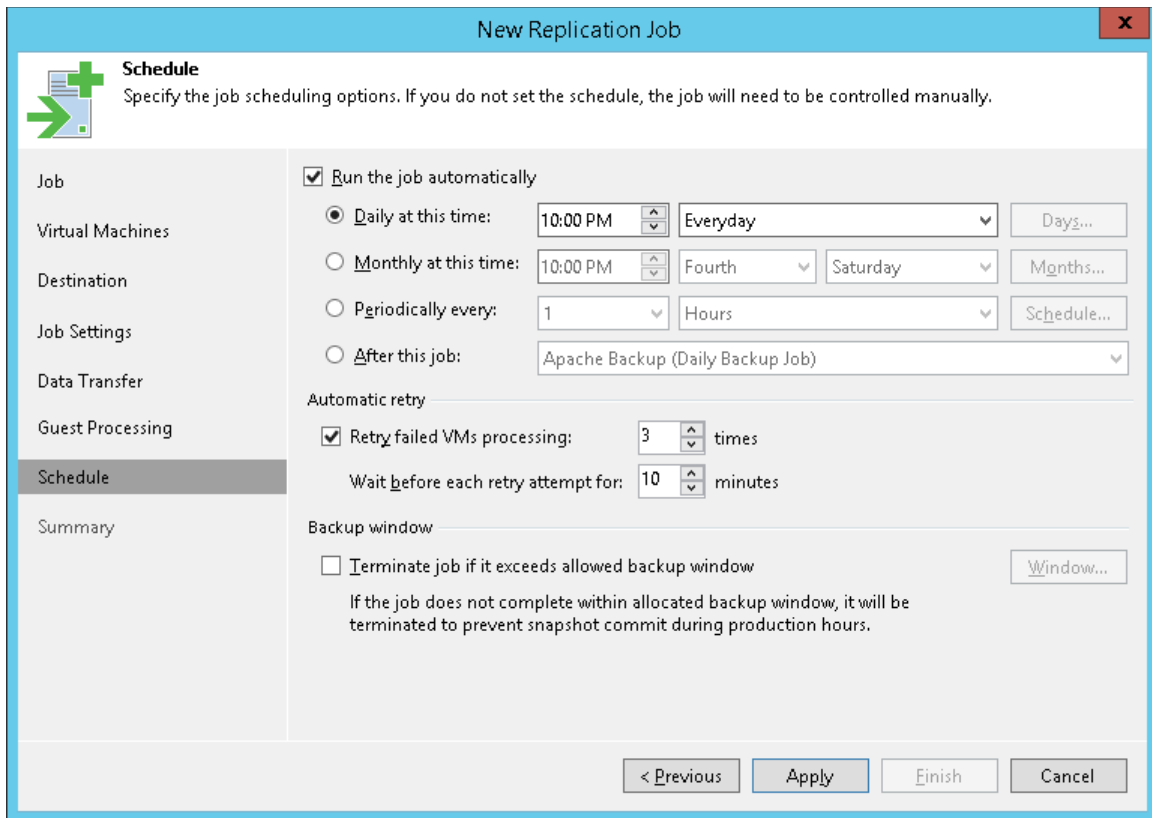 New Replication Job
x
Schedule
Specify the job scheduling options. If you do not set the schedule, the job will need to be controlled manually.
Job
Virtual Machines
Destination
Job Settings
Data Transfer
Guest Processing
Schedule
Summary
Run the job automatically
Daily at this time: 10:00 PM Everyday Days...
Monthly at this time: 10:00 PM Fourth Saturday Months...
Periodically every: 1 Hours Schedule...
After this job: Apache Backup (Daily Backup Job)
Automatic retry
Retry failed VMs processing: 3 times
Wait before each retry attempt for: 10 minutes
Backup window
Terminate job if it exceeds allowed backup window Window...
If the job does not complete within allocated backup window, it will be
terminated to prevent snapshot commit during production hours.
< Previous Apply Finish Cancel